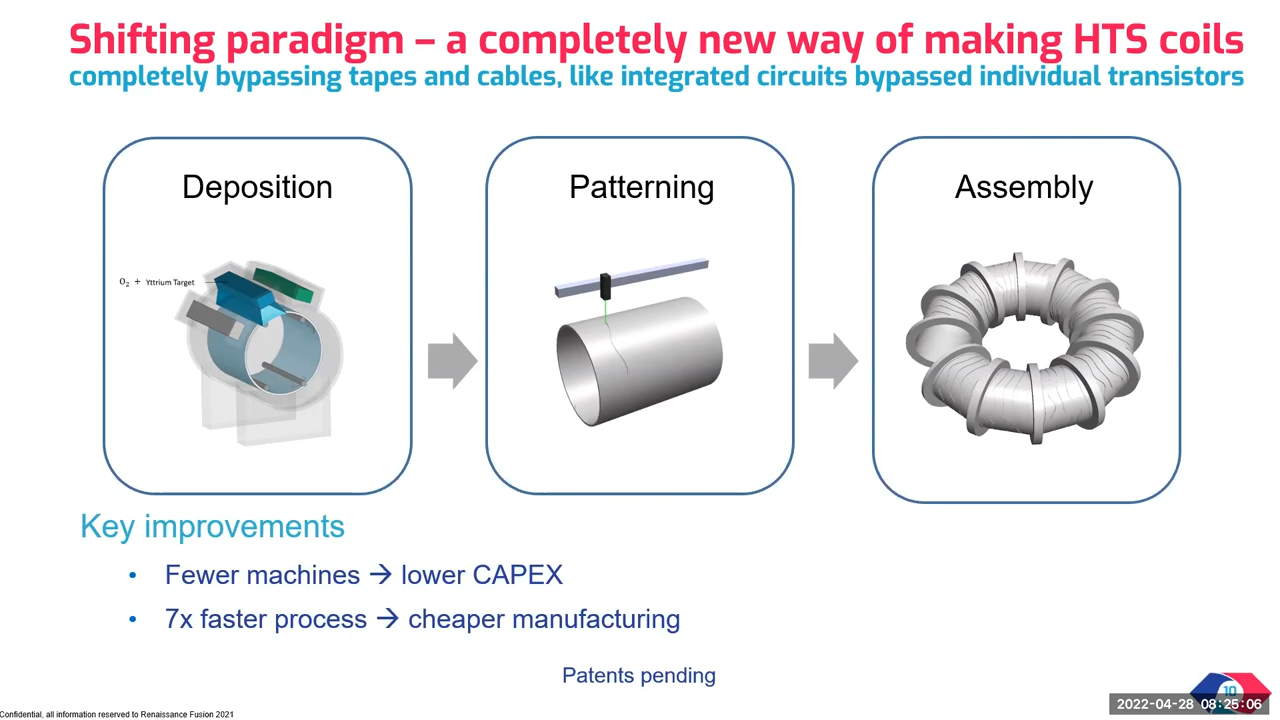 Shifting paradigm – a completely new way of making HTS coils
completely bypassing tapes and cables, like integrated circuits bypassed individual transistors
Deposition
O₂ + Yttrium Target
Patterning
Assembly
Key improvements
• Fewer machines → lower CAPEX
• 7x faster process → cheaper manufacturing
Patents pending
10
2022-04-28 08:25:06
Confidential, all information reserved to Renaissance Fusion 2021